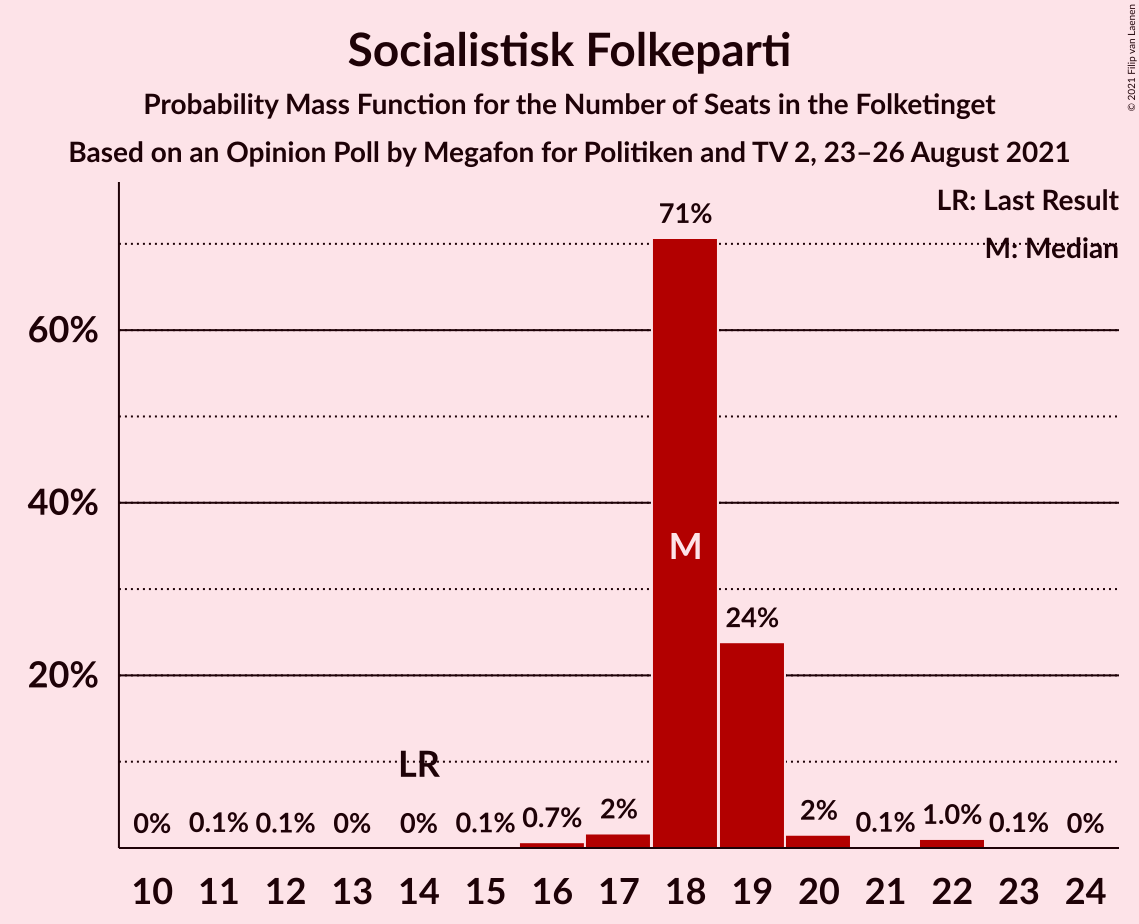 Socialistisk Folkeparti
Probability Mass Function for the Number of Seats in the Folketinget
Based on an Opinion Poll by Megafon for Politiken and TV 2, 23–26 August 2021
© 2021 Filip van Laenen
LR: Last Result
M: Median
71%
60%
40%
M
24%
20%
LR
0% 0.1% 0.1% 0% 0% 0.1% 0.7% 2% 2% 0.1% 1.0% 0.1% 0%
10 11 12 13 14 15 16 17 18 19 20 21 22 23 24